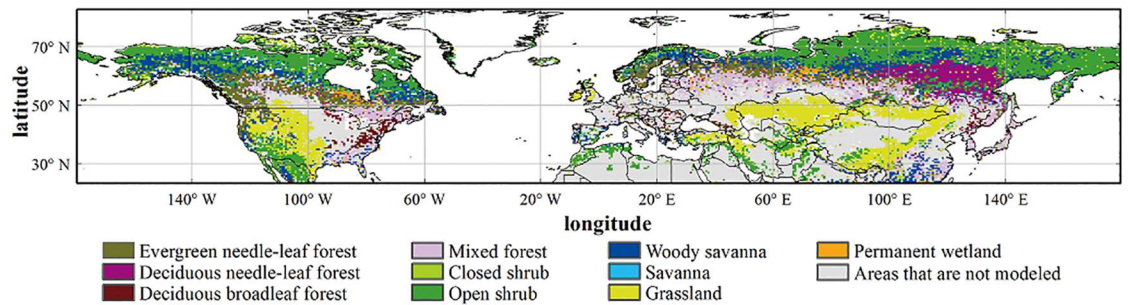 70° N
50° N
30° N
latitude
140° W 100° W 60° W 20° W 20° E 60° E 100° E 140° E
longitude
Evergreen needle-leaf forest Mixed forest Woody savanna Permanent wetland
Deciduous needle-leaf forest Closed shrub Savanna Areas that are not modeled
Deciduous broadleaf forest Open shrub Grassland